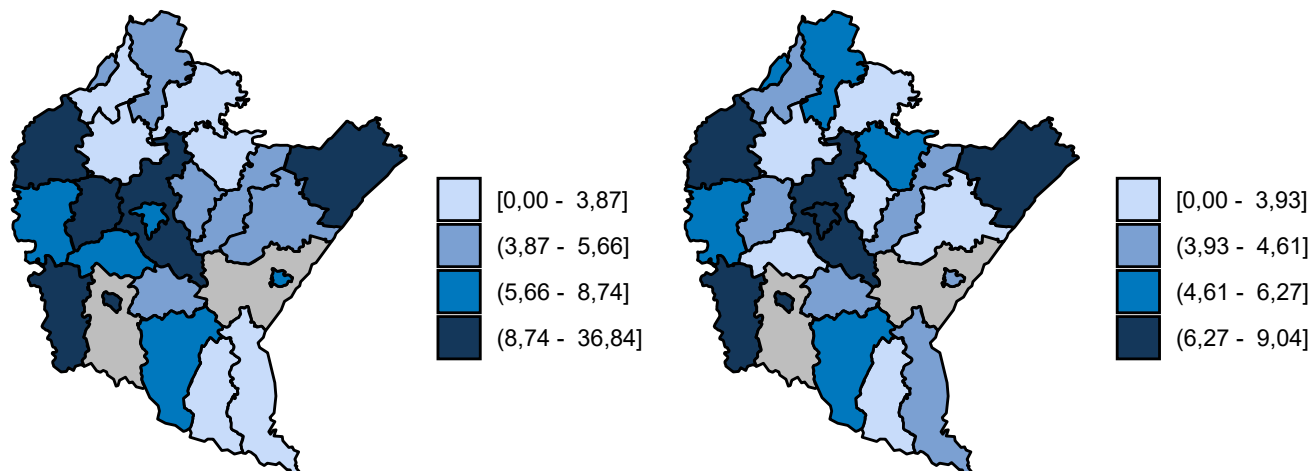 [0,00 - 3,87]
(3,87 - 5,66]
(5,66 - 8,74]
(8,74 - 36,84]
[0,00 - 3,93]
(3,93 - 4,61]
(4,61 - 6,27]
(6,27 - 9,04]